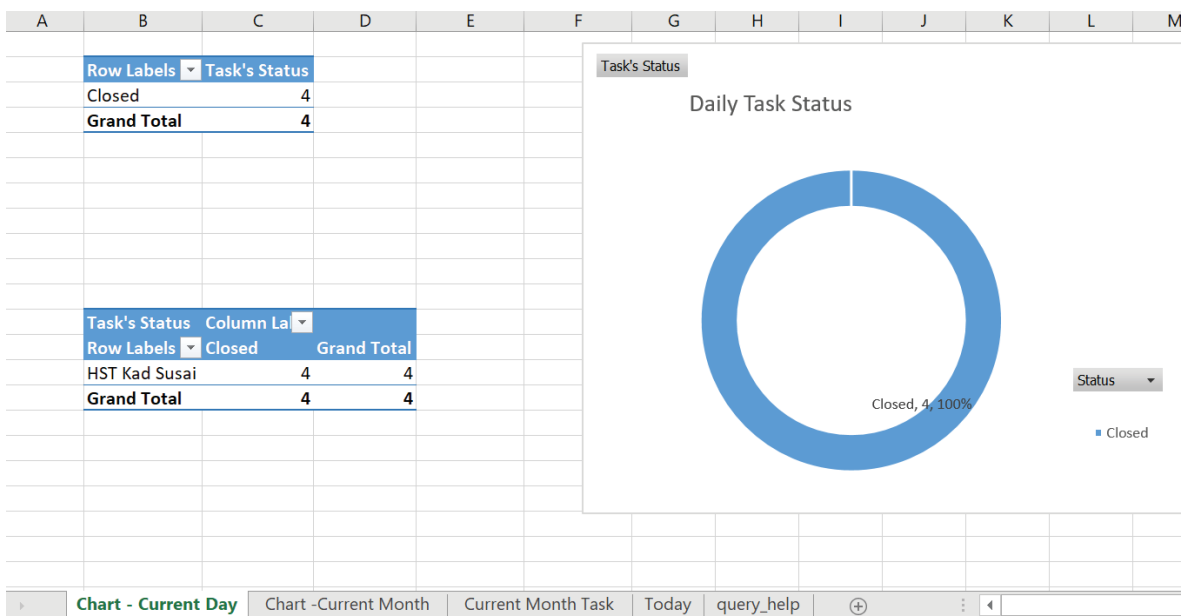 A B C D E F G H I J K L M
Row Labels Task's Status
Closed 4
Grand Total 4
Task's Status
Daily Task Status
Closed, 4, 100%
Status
Closed
Task's Status Column La
Row Labels Closed Grand Total
HST Kad Susai 4 4
Grand Total 4 4
Chart - Current Day Chart -Current Month Current Month Task Today query_help